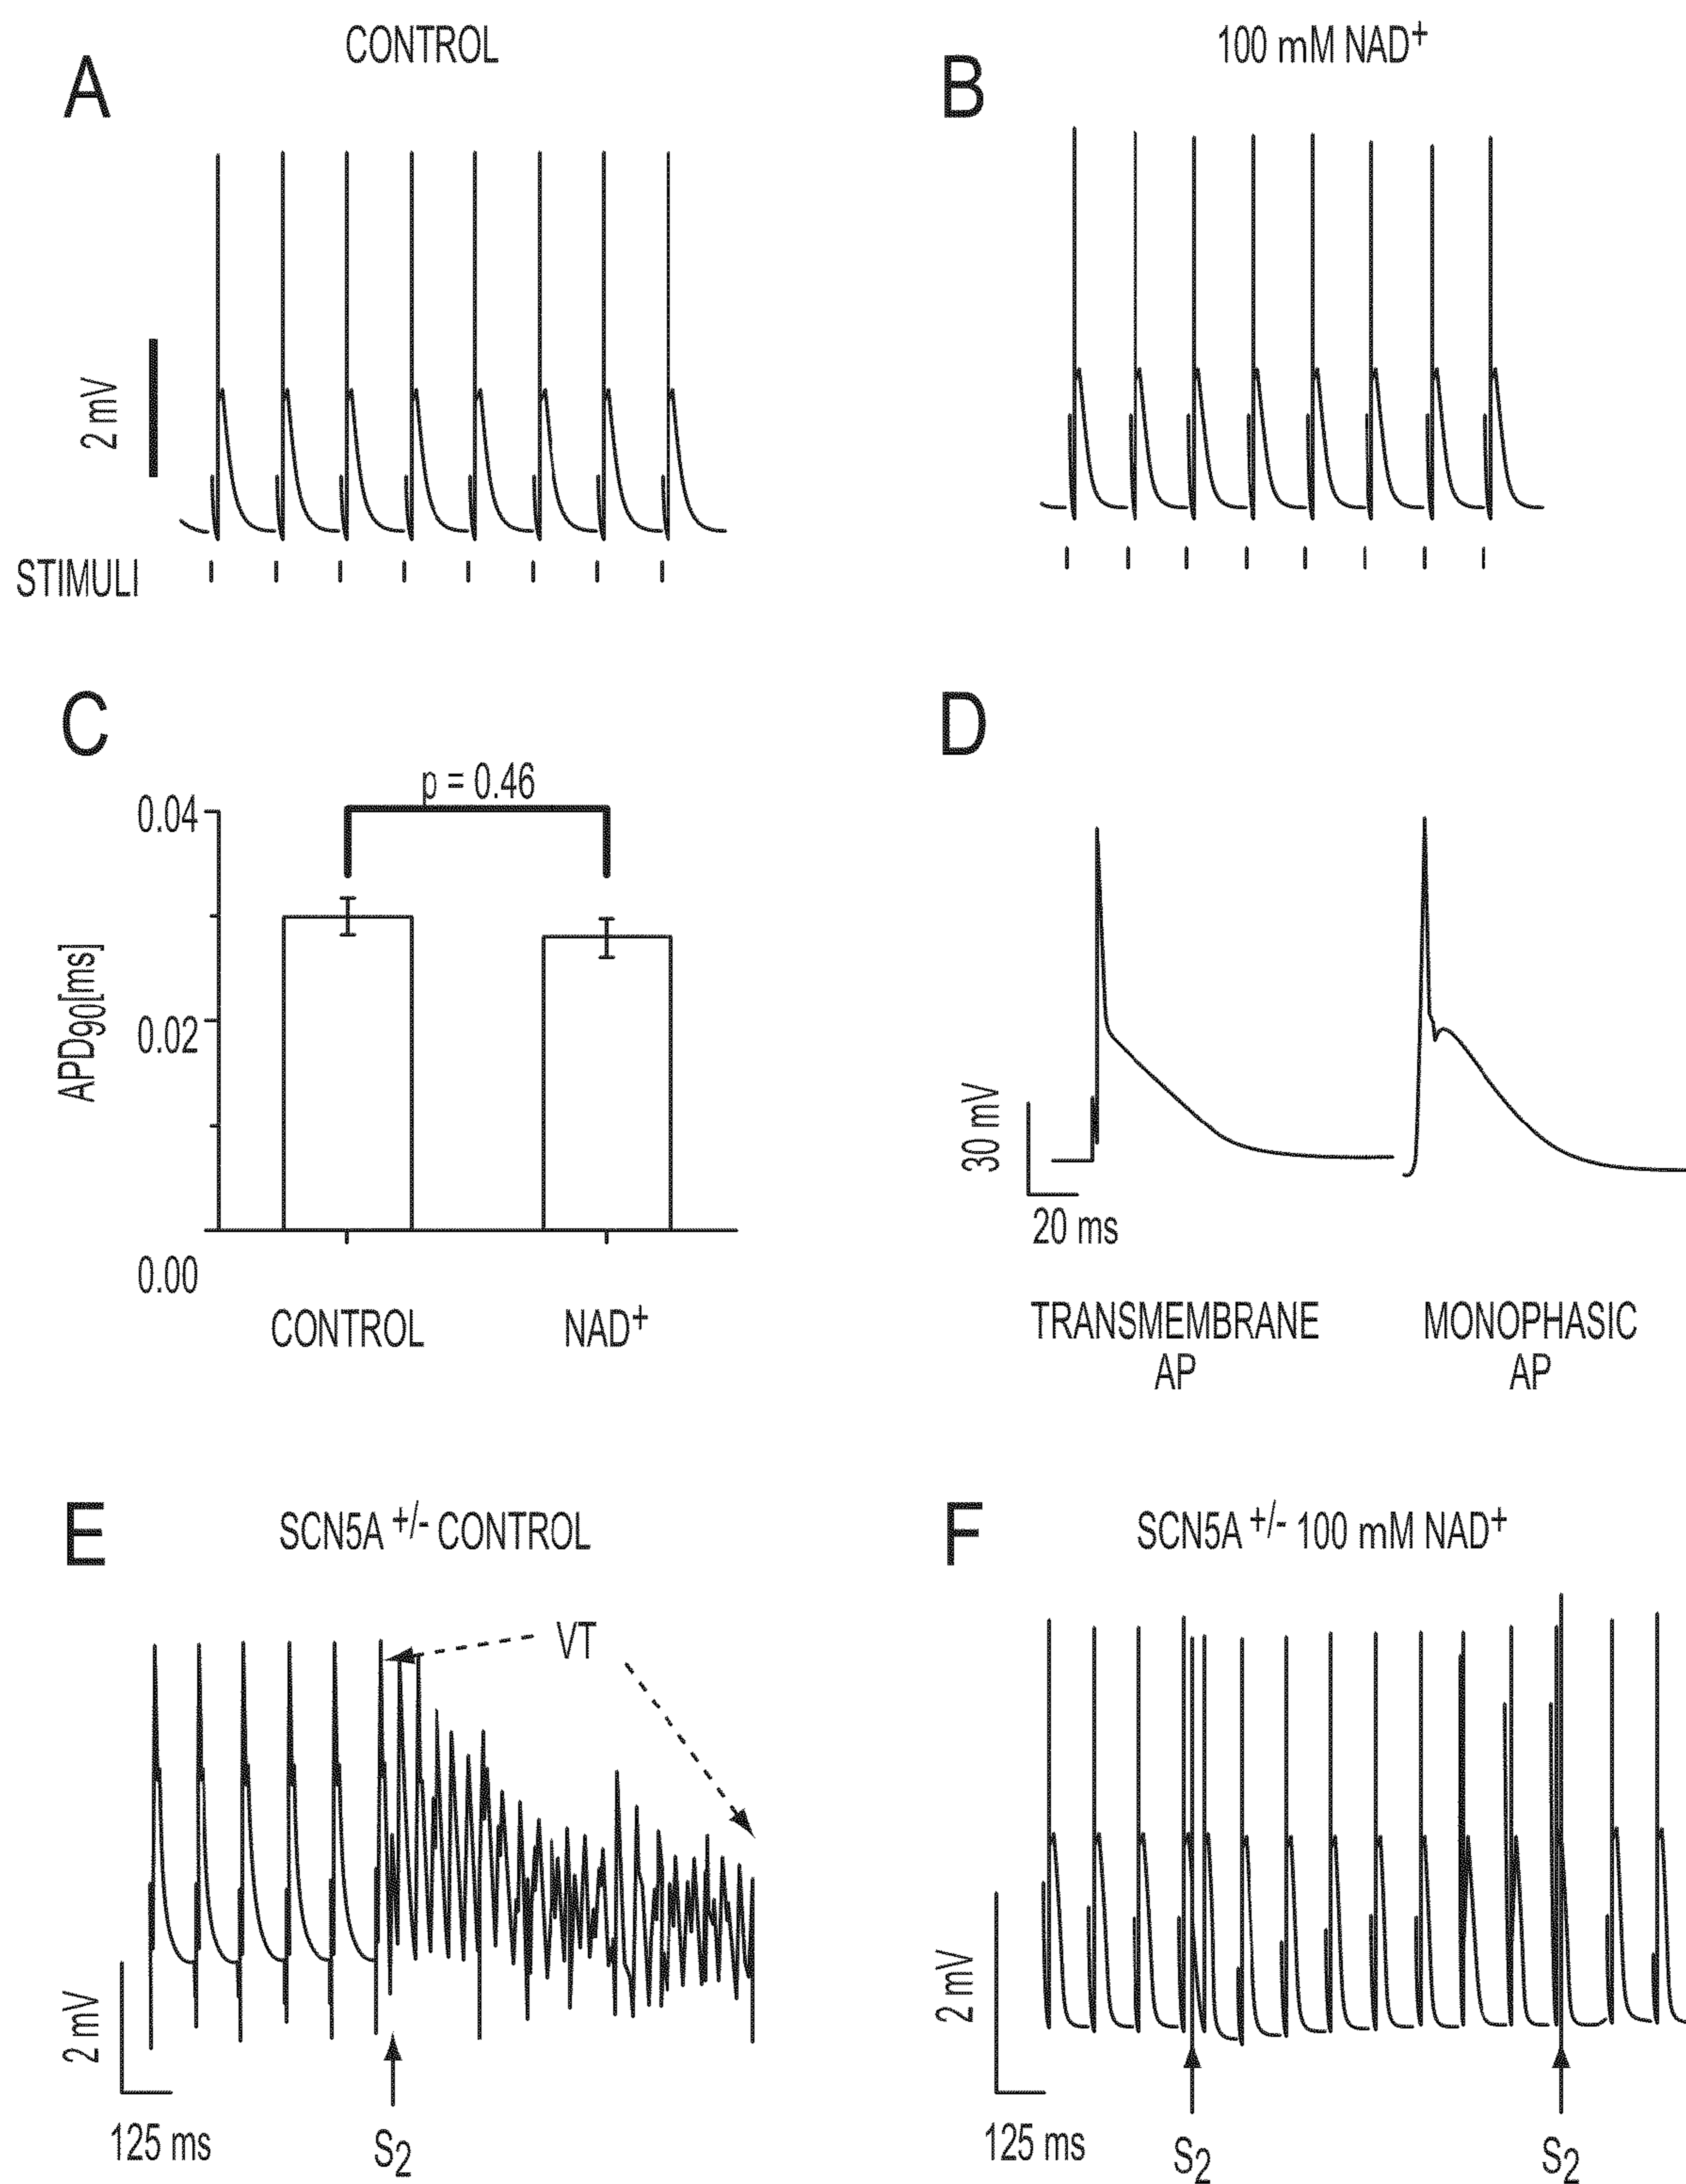 A
CONTROL
B
100 mM NAD+
2 mV
STIMULI
C
p = 0.46
0.04
0.02
0.00
APD90[ms]
CONTROL
NAD+
D
30 mV
20 ms
TRANSMEMBRANE
AP
MONOPHASIC
AP
E
SCN5A +/- CONTROL
VT
2 mV
125 ms
S2
F
SCN5A +/- 100 mM NAD+
2 mV
125 ms
S2
S2